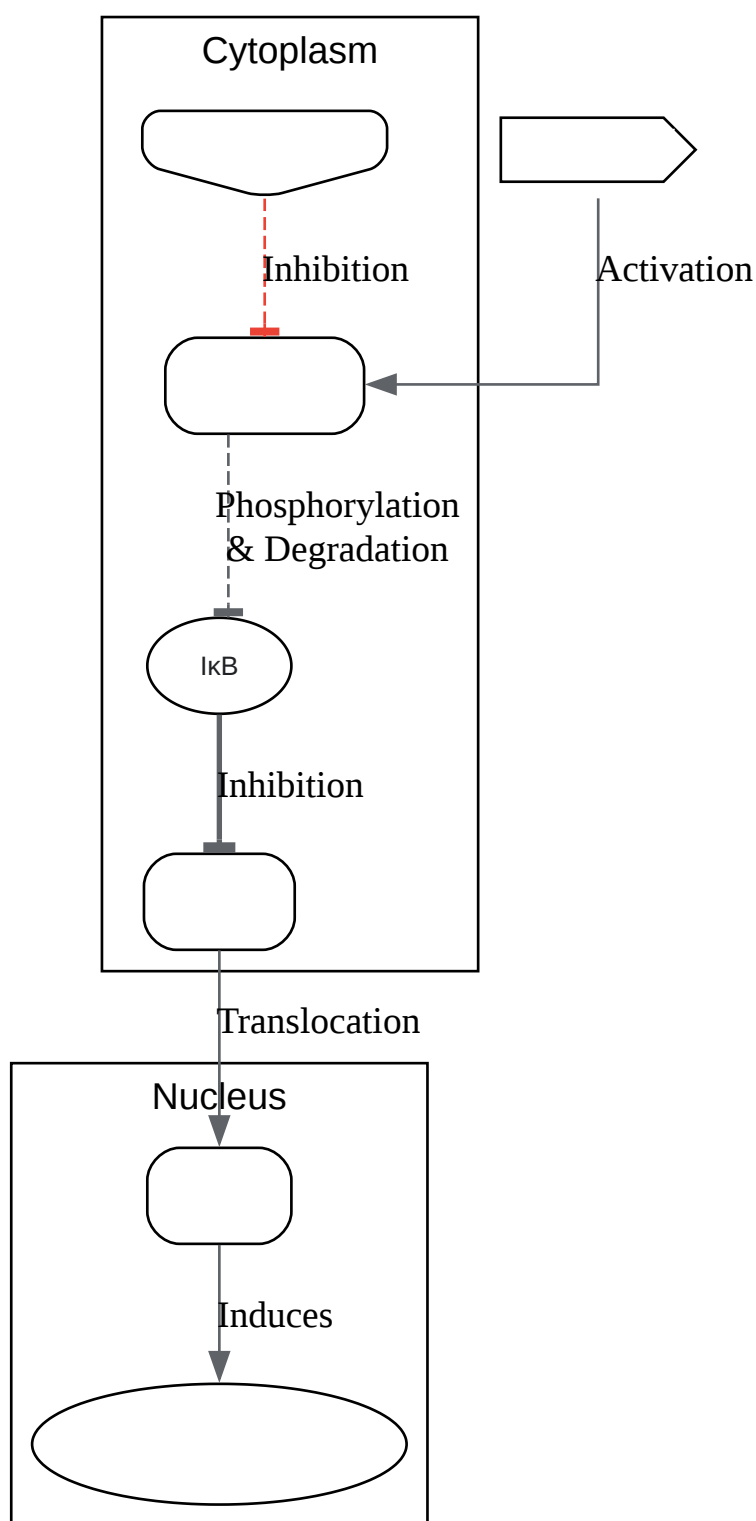 Cytoplasm
Inhibition
Activation
Phosphorylation
& Degradation
IκB
Inhibition
Translocation
Nucleus
Induces